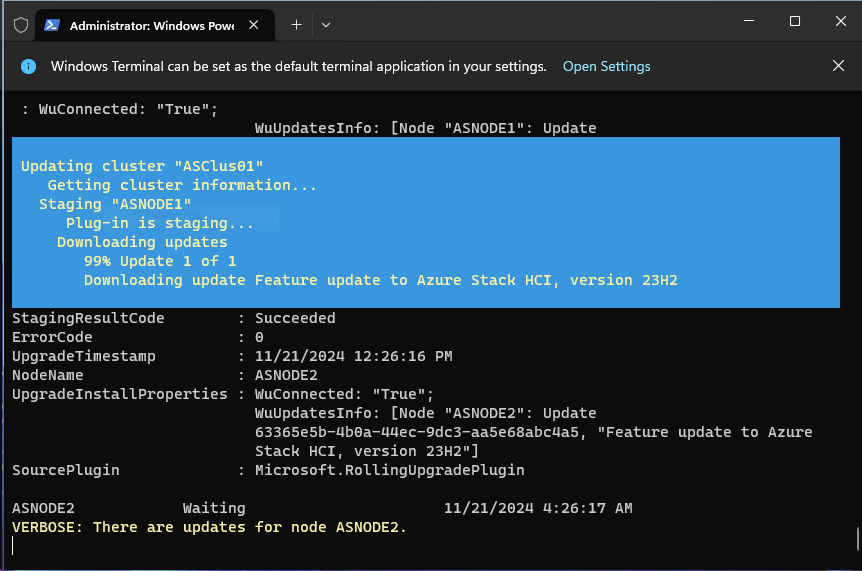 Administrator: Windows Powe
Windows Terminal can be set as the default terminal application in your settings. Open Settings
: WuConnected: "True";
WuUpdatesInfo: [Node "ASNODE1": Update
Updating cluster "ASClus01"
Getting cluster information...
Staging "ASNODE1"
Plug-in is staging...
Downloading updates
99% Update 1 of 1
Downloading update Feature update to Azure Stack HCI, version 23H2
StagingResultCode : Succeeded
ErrorCode : 0
UpgradeTimestamp : 11/21/2024 12:26:16 PM
NodeName : ASNODE2
UpgradeInstallProperties : WuConnected: "True";
WuUpdatesInfo: [Node "ASNODE2": Update
63365e5b-4b0a-44ec-9dc3-aa5e68abc4a5, "Feature update to Azure
Stack HCI, version 23H2"]
SourcePlugin : Microsoft.RollingUpgradePlugin
ASNODE2 Waiting 11/21/2024 4:26:17 AM
VERBOSE: There are updates for node ASNODE2.